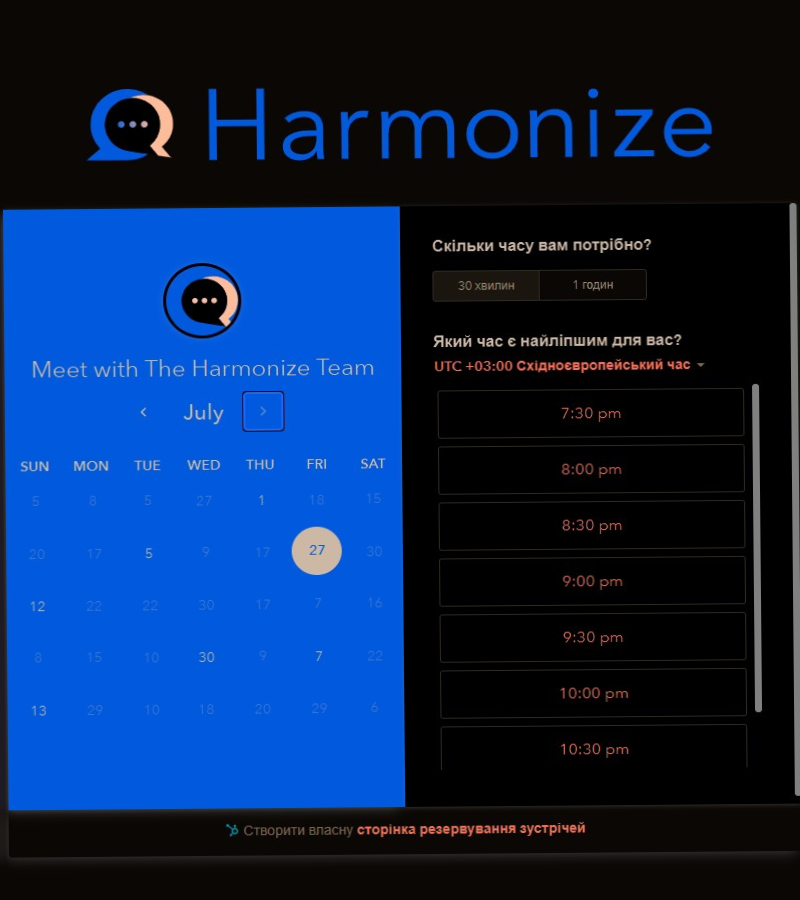 Harmonize
Meet with The Harmonize Team
July
SUN MON TUE WED THU FRI SAT
5 8 5 27 1 18 15
20 17 5 9 17 27 30
12 22 22 30 17 7 16
8 15 10 30 9 7 22
13 29 10 18 20 29 6
Скільки часу вам потрібно?
30 хвилин 1 годин
Який час є найліпшим для вас?
UTC +03:00 Східноєвропейський час
7:30 pm
8:00 pm
8:30 pm
9:00 pm
9:30 pm
10:00 pm
10:30 pm
Створити власну сторінка резервування зустрічей